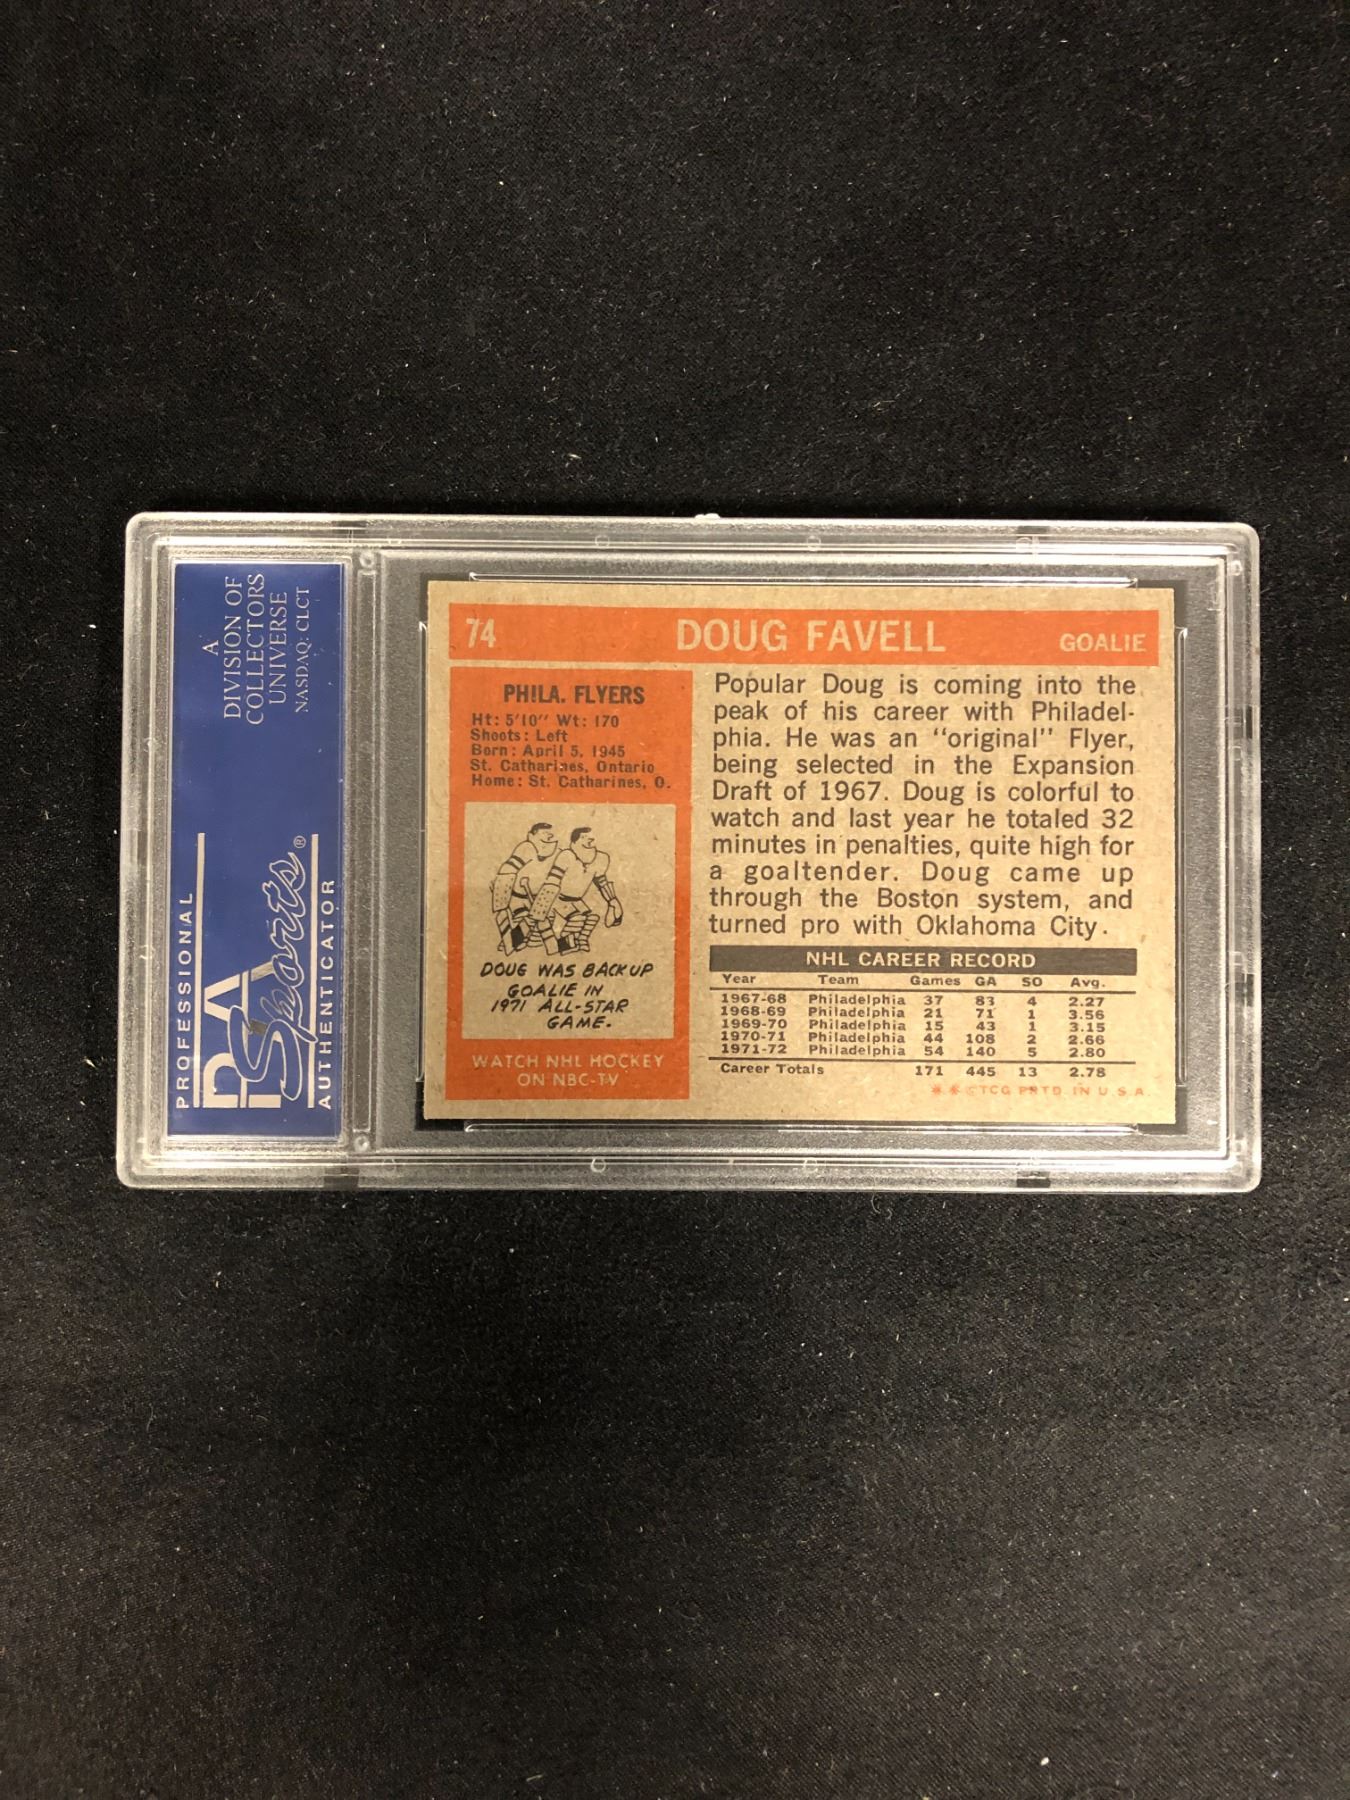 A
DIVISION OF
COLLECTORS
UNIVERSE
NASDAQ: CLCT
PROFESSIONAL
PSA
Sports®
AUTHENTICATOR
74 DOUG FAVELL GOALIE
PHILA. FLYERS
Ht: 5'10" Wt: 170
Shoots: Left
Born: April 5, 1945
St. Catharines, Ontario
Home: St. Catharines, O.
DOUG WAS BACKUP
GOALIE IN
1971 ALL-STAR
GAME.
WATCH NHL HOCKEY
ON NBC-TV
Popular Doug is coming into the
peak of his career with Philadel-
phia. He was an "original" Flyer,
being selected in the Expansion
Draft of 1967. Doug is colorful to
watch and last year he totaled 32
minutes in penalties, quite high for
a goaltender. Doug came up
through the Boston system, and
turned pro with Oklahoma City.
NHL CAREER RECORD
Year Team Games GA SO Avg.
1967-68 Philadelphia 37 83 4 2.27
1968-69 Philadelphia 21 71 1 3.56
1969-70 Philadelphia 15 43 1 3.15
1970-71 Philadelphia 44 108 2 2.66
1971-72 Philadelphia 54 140 5 2.80
Career Totals 171 445 13 2.78
* * ©TCG PRTD. IN U.S.A.